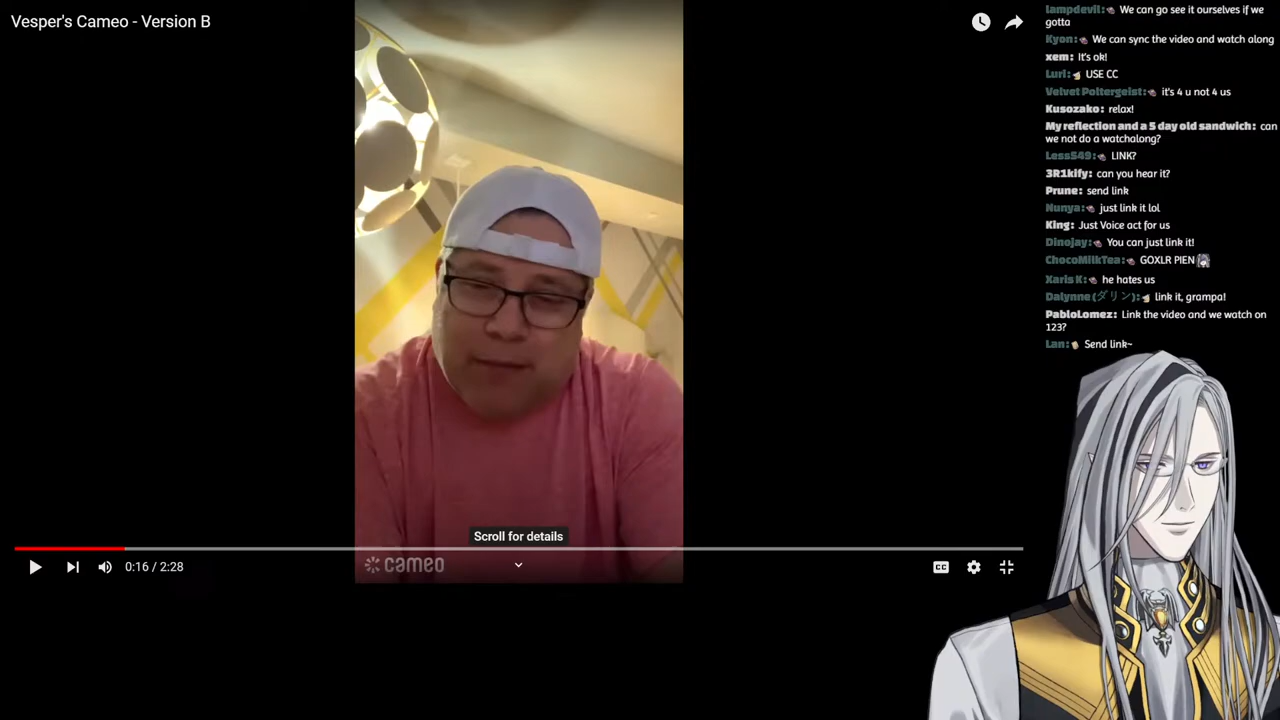 Vesper's Cameo - Version B
lampdevil: We can go see it ourselves if we
gotta
Kyon: We can sync the video and watch along
xem: It's ok!
Luri: USE CC
Velvet Poltergeist: it's 4 u not 4 us
Kusozako: relax!
My reflection and a 5 day old sandwich: can
we not do a watchalong?
Less549: LINK?
3R1kify: can you hear it?
Prune: send link
Nunya: just link it lol
King: Just Voice act for us
Dinojay: You can just link it!
ChocoMilkTea: GOXLR PIEN
Xaris K: he hates us
Dalynne (ダリン): link it, grampa!
PabloLomez: Link the video and we watch on
123?
Lan: Send link~
Scroll for details
cameo
0:16 / 2:28
CC